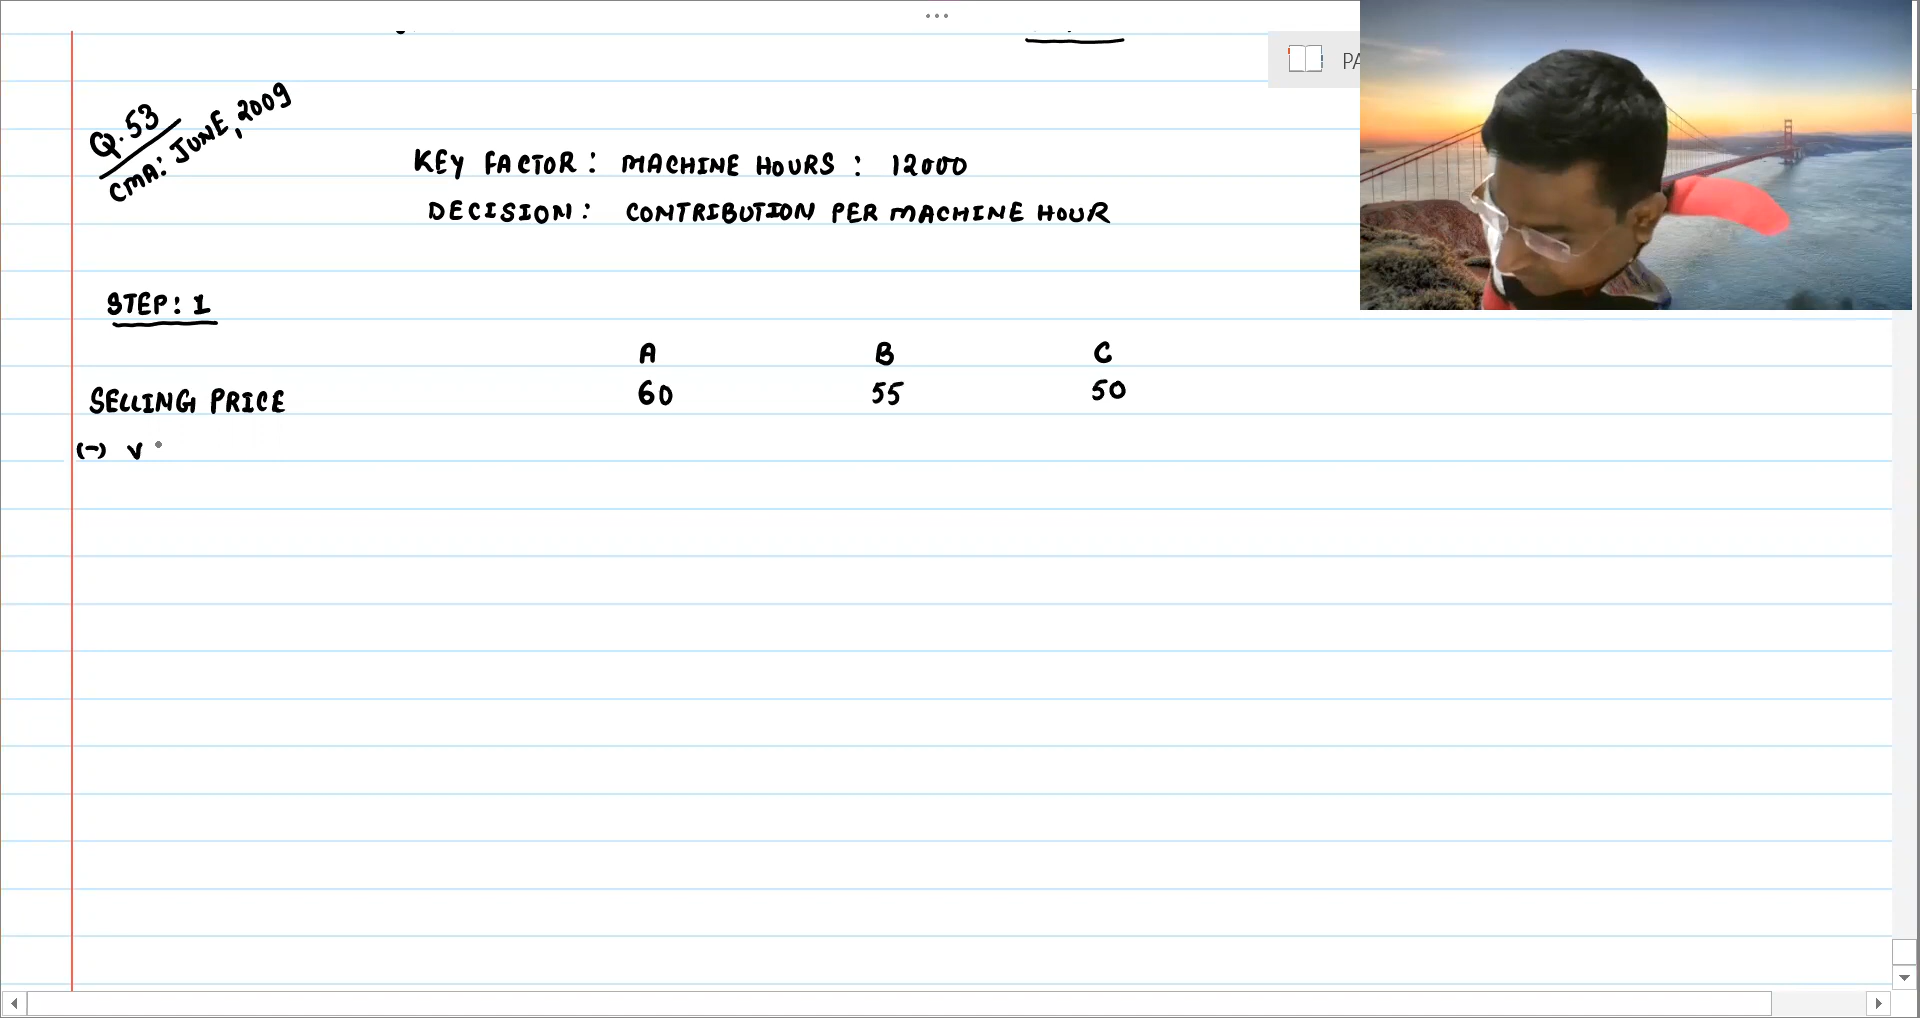 PA
Q.53
CMA: JUNE, 2009
KEY FACTOR: MACHINE HOURS: 12000
DECISION: CONTRIBUTION PER MACHINE HOUR
STEP: 1
A B C
SELLING PRICE 60 55 50
(-) V